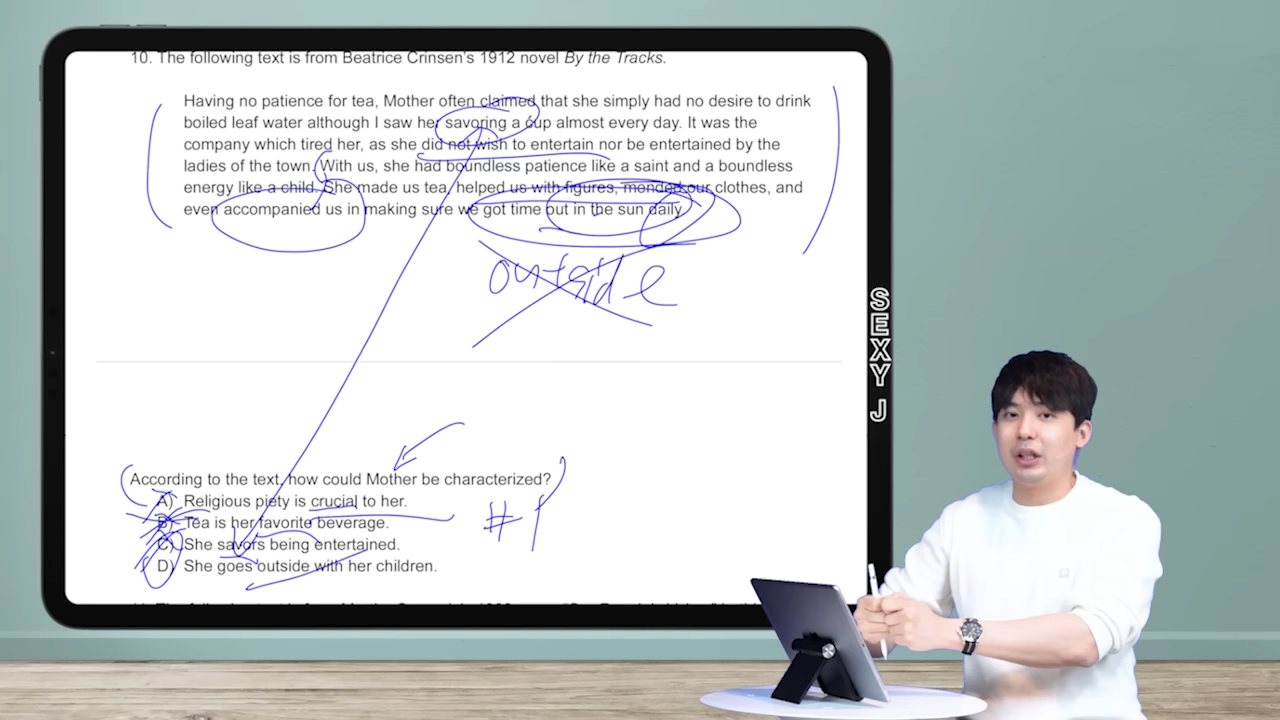 10. The following text is from Beatrice Crinsen's 1912 novel By the Tracks.
Having no patience for tea, Mother often claimed that she simply had no desire to drink
boiled leaf water although I saw her savoring a cup almost every day. It was the
company which tired her, as she did not wish to entertain nor be entertained by the
ladies of the town. With us, she had boundless patience like a saint and a boundless
energy like a child. She made us tea, helped us with figures, mended our clothes, and
even accompanied us in making sure we got time out in the sun daily.
outside
According to the text, how could Mother be characterized?
A) Religious piety is crucial to her.
B) Tea is her favorite beverage.
C) She savors being entertained.
D) She goes outside with her children.
#1
SEXY J